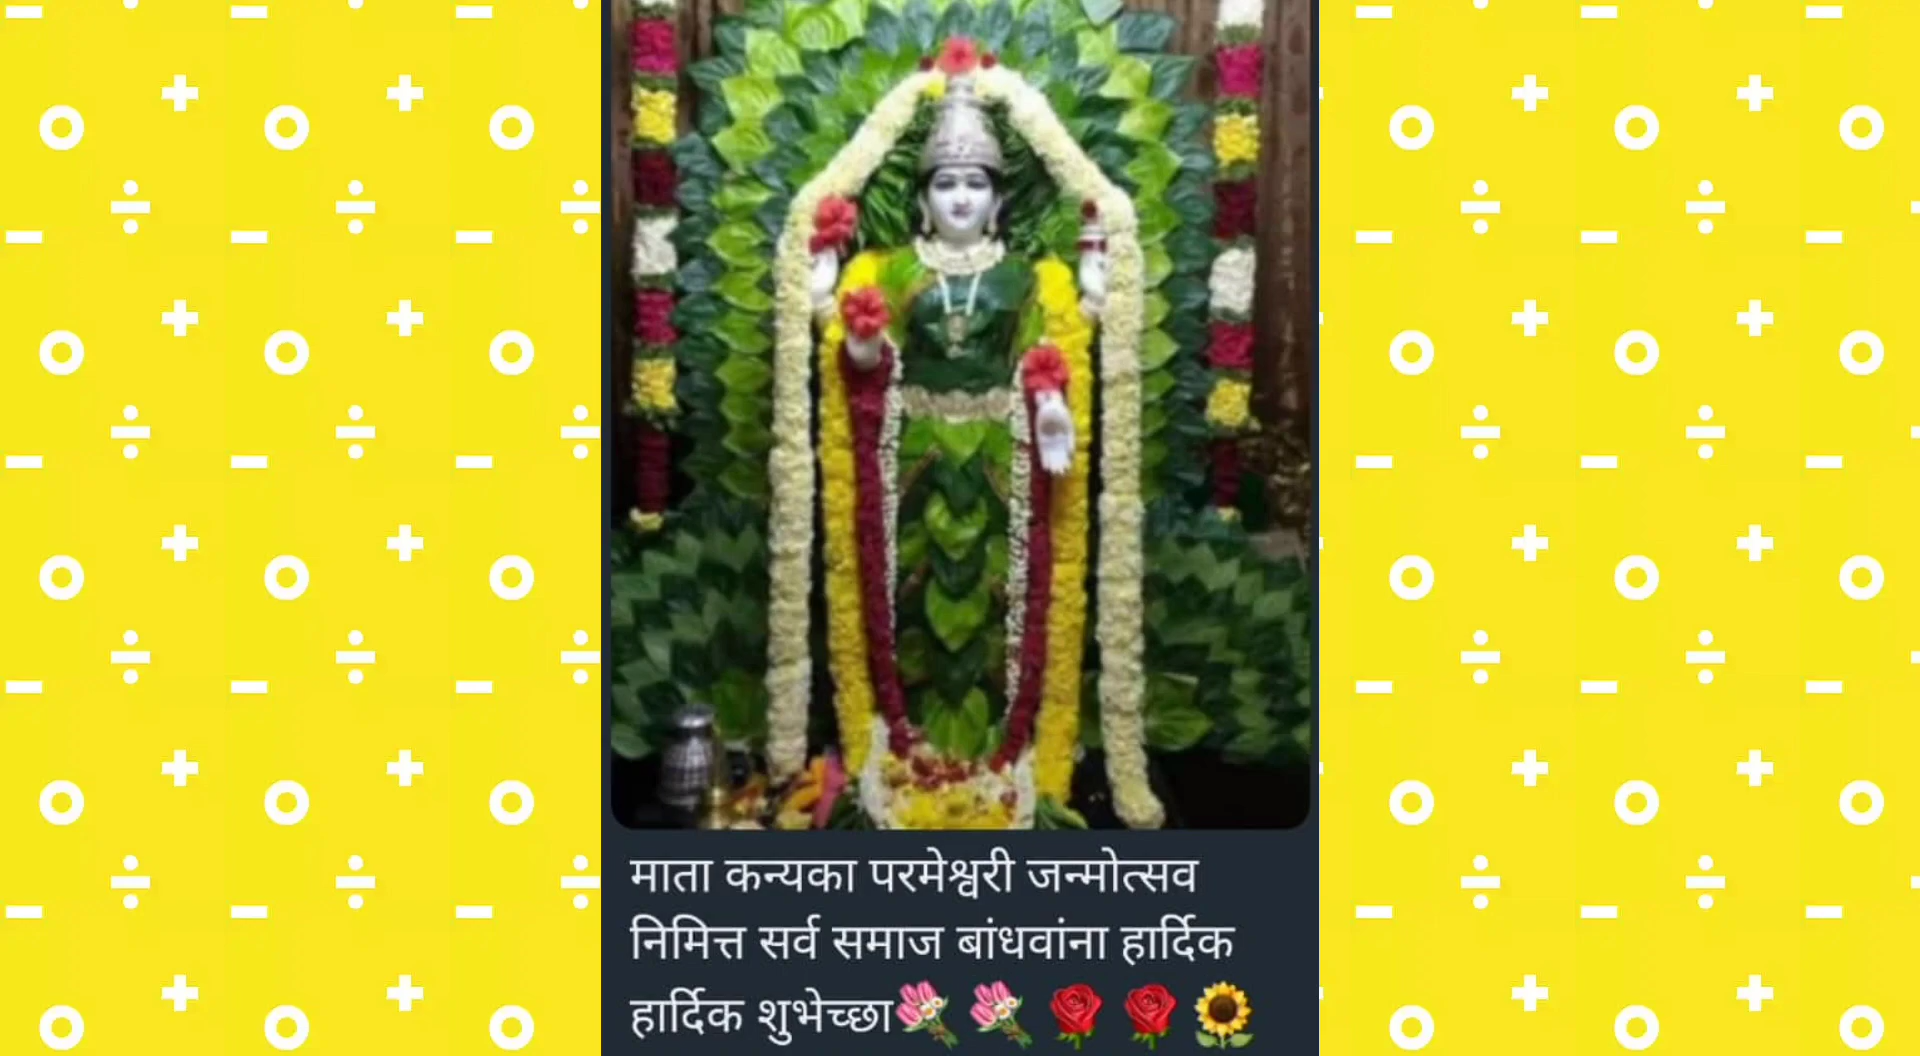 माता कन्यका परमेश्वरी जन्मोत्सव
निमित्त सर्व समाज बांधवांना हार्दिक
हार्दिक शुभेच्छा💐💐🌹🌹🌻